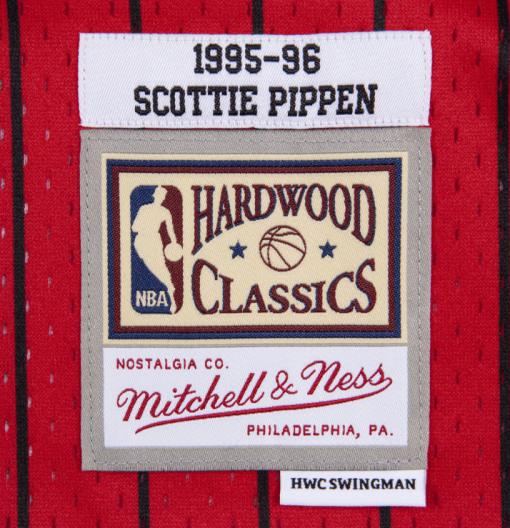 1995-96
SCOTTIE PIPPEN
HARDWOOD
CLASSICS
NBA
NOSTALGIA CO.
Mitchell & Ness
PHILADELPHIA, PA.
HWC SWINGMAN